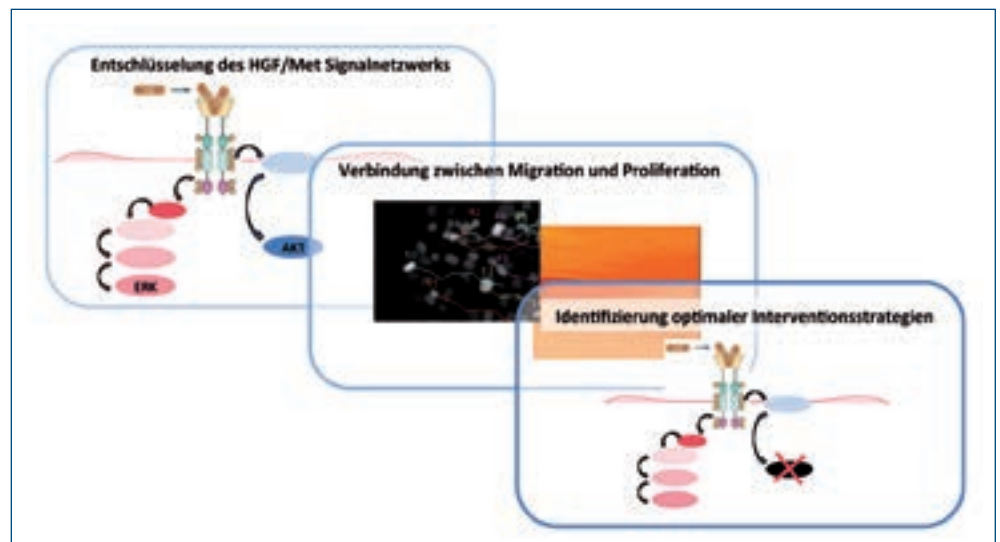 Entschlüsselung des HGF/Met Signalnetzwerks
AKT
ERK
Verbindung zwischen Migration und Proliferation
Identifizierung optimaler Interventionsstrategien